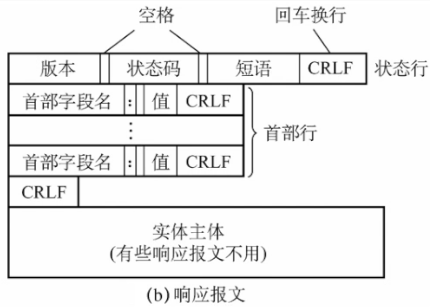 空格 回车换行
版本 状态码 短语 CRLF 状态行
首部字段名 : 值 CRLF
⋮ 首部行
首部字段名 : 值 CRLF
CRLF
实体主体
(有些响应报文不用)
(b) 响应报文